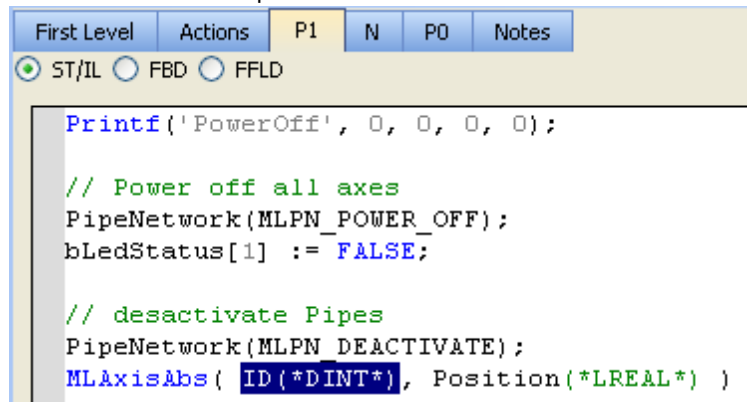 First Level Actions P1 N P0 Notes
ST/IL FBD FFLD
Printf('PowerOff', 0, 0, 0, 0);
// Power off all axes
PipeNetwork(MLPN_POWER_OFF);
bLedStatus[1] := FALSE;
// desactivate Pipes
PipeNetwork(MLPN_DEACTIVATE);
MLAxisAbs( ID(*DINT*), Position(*LREAL*) )